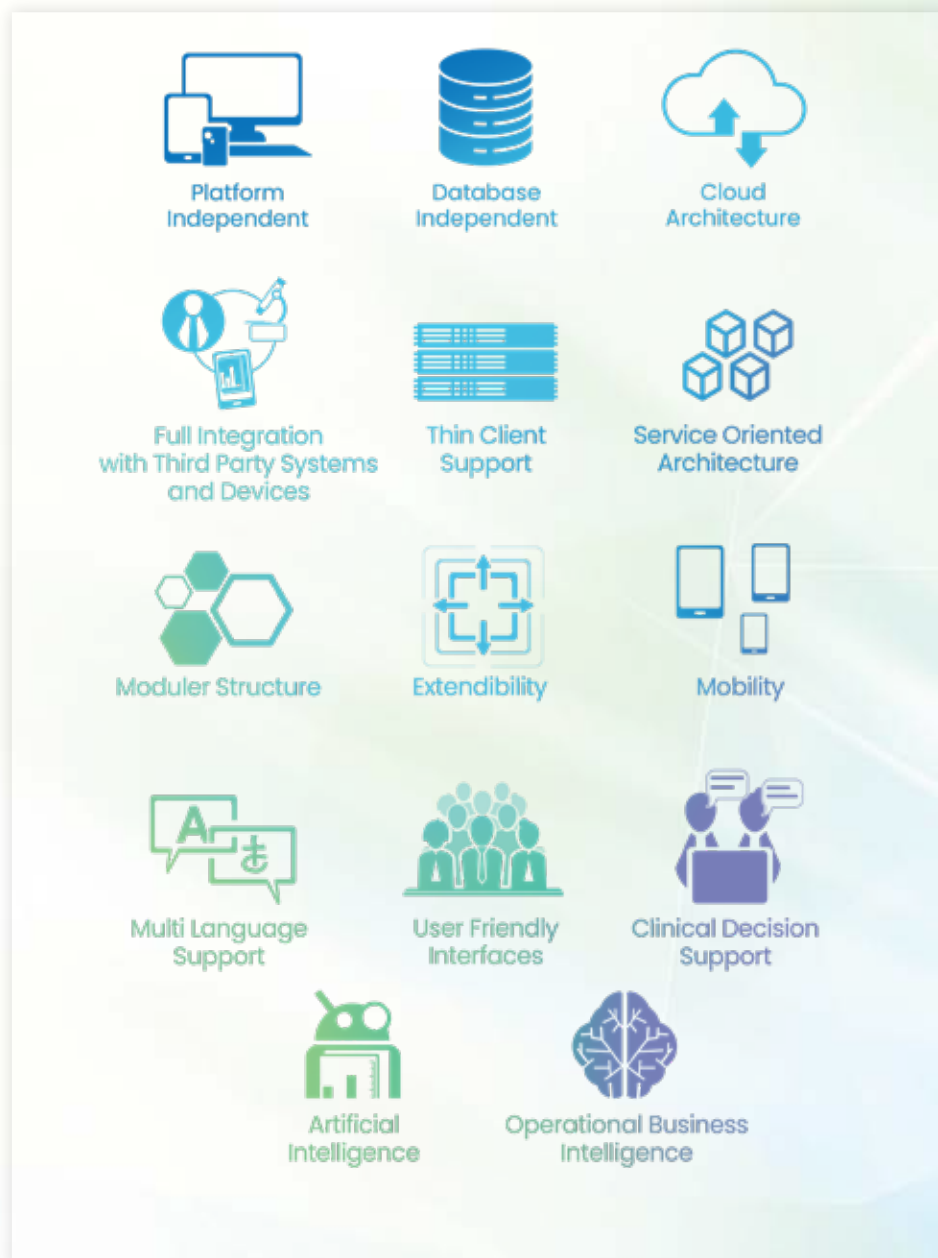 Platform
Independent
Database
Independent
Cloud
Architecture
Full Integration
with Third Party Systems
and Devices
Thin Client
Support
Service Oriented
Architecture
Moduler Structure
Extendibility
Mobility
A
Multi Language
Support
User Friendly
Interfaces
Clinical Decision
Support
Artificial
Intelligence
Operational Business
Intelligence